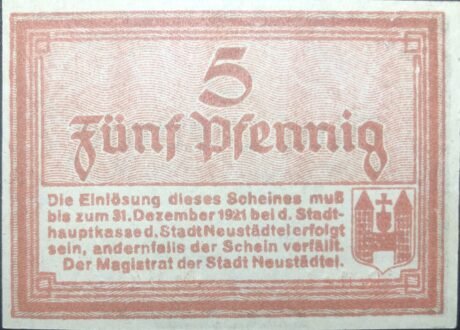 5
Fünf Pfennig
Die Einlösung dieses Scheines muß
bis zum 31. Dezember 1921 bei d. Stadt-
hauptkasse d. Stadt Neustädtel erfolgt
sein, andernfalls der Schein verfällt.
Der Magistrat der Stadt Neustädtel.